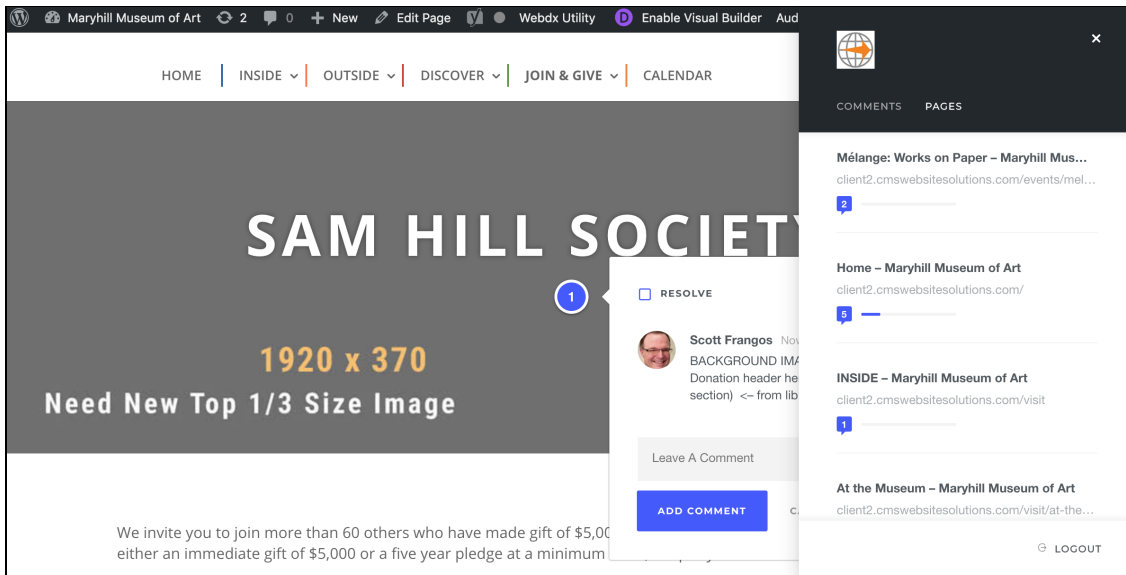 Maryhill Museum of Art 2 0 + New Edit Page Webdx Utility D Enable Visual Builder Aud
HOME INSIDE OUTSIDE DISCOVER JOIN & GIVE CALENDAR
SAM HILL SOCIETY
1
1920 x 370
Need New Top 1/3 Size Image
RESOLVE
Scott Frangos Nov
BACKGROUND IMA
Donation header he
section) <– from lib
Leave A Comment
ADD COMMENT
We invite you to join more than 60 others who have made gift of $5,00
either an immediate gift of $5,000 or a five year pledge at a minimum
×
COMMENTS PAGES
Mélange: Works on Paper – Maryhill Mus…
client2.cmswebsitesolutions.com/events/mel…
2
Home – Maryhill Museum of Art
client2.cmswebsitesolutions.com/
5
INSIDE – Maryhill Museum of Art
client2.cmswebsitesolutions.com/visit
1
At the Museum – Maryhill Museum of Art
client2.cmswebsitesolutions.com/visit/at-the…
LOGOUT